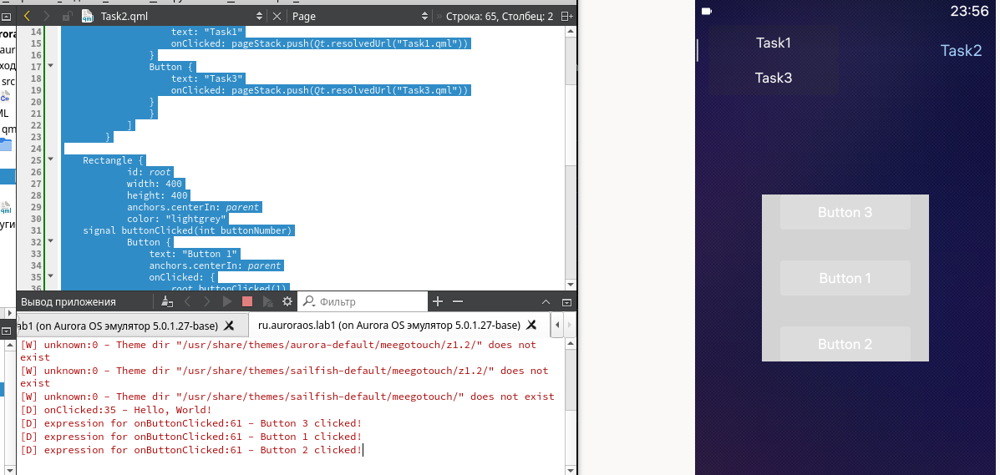 Task2.qml
Page
Строка: 65, Столбец: 2
14 text: "Task1"
15 onClicked: pageStack.push(Qt.resolvedUrl("Task1.qml"))
16 }
17 Button {
18 text: "Task3"
19 onClicked: pageStack.push(Qt.resolvedUrl("Task3.qml"))
20 }
21 }
22 ]
23 }
24
25 Rectangle {
26 id: root
27 width: 400
28 height: 400
29 anchors.centerIn: parent
30 color: "lightgrey"
31 signal buttonClicked(int buttonNumber)
32 Button {
33 text: "Button 1"
34 anchors.centerIn: parent
35 onClicked: {
36 root.buttonClicked(1)
Вывод приложения
Фильтр
ab1 (on Aurora OS эмулятор 5.0.1.27-base)
ru.auroraos.lab1 (on Aurora OS эмулятор 5.0.1.27-base)
[W] unknown:0 - Theme dir "/usr/share/themes/aurora-default/meegotouch/z1.2/" does not
exist
[W] unknown:0 - Theme dir "/usr/share/themes/sailfish-default/meegotouch/z1.2/" does not
exist
[W] unknown:0 - Theme dir "/usr/share/themes/sailfish-default/meegotouch/" does not exist
[D] onClicked:35 - Hello, World!
[D] expression for onButtonClicked:61 - Button 3 clicked!
[D] expression for onButtonClicked:61 - Button 1 clicked!
[D] expression for onButtonClicked:61 - Button 2 clicked!
23:56
Task1
Task2
Task3
Button 3
Button 1
Button 2